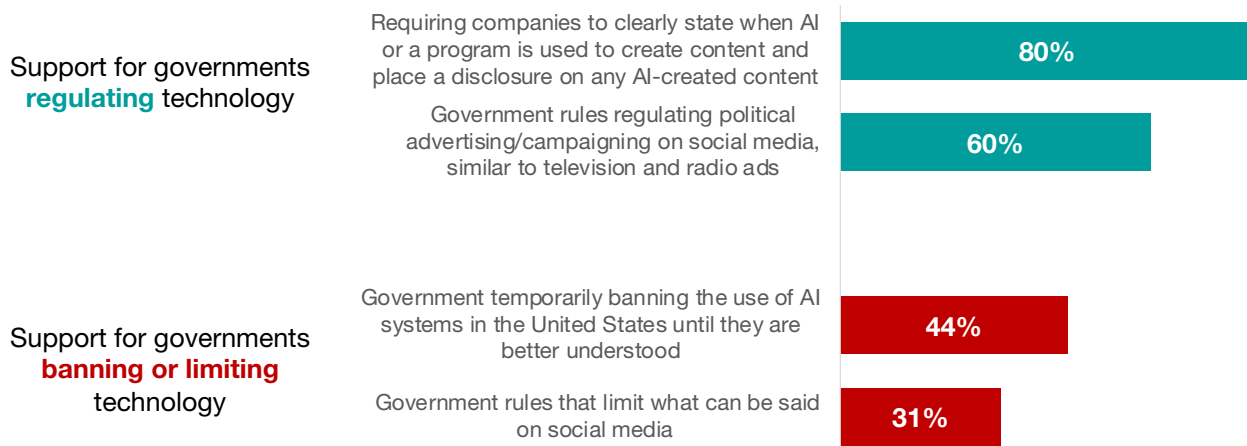 Support for governments
regulating technology
Requiring companies to clearly state when AI
or a program is used to create content and
place a disclosure on any AI-created content
80%
Government rules regulating political
advertising/campaigning on social media,
similar to television and radio ads
60%
Support for governments
banning or limiting
technology
Government temporarily banning the use of AI
systems in the United States until they are
better understood
44%
Government rules that limit what can be said
on social media
31%